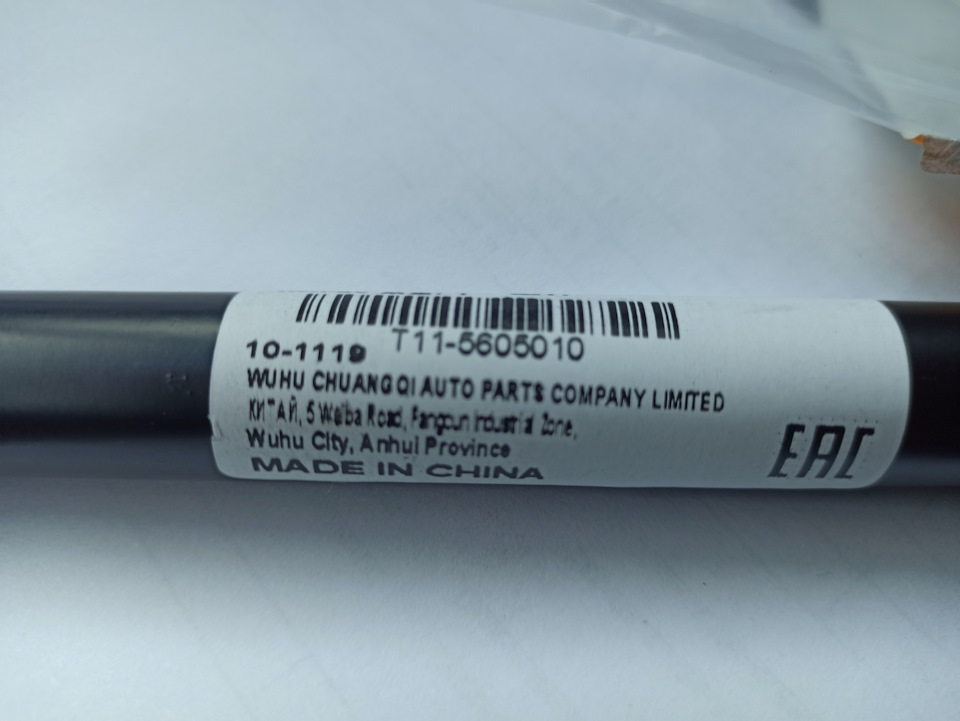 T11-5605010
10-1119
WUHU CHUANGQI AUTO PARTS COMPANY LIMITED
КИТАЙ, 5 Weiba Road, Fangcun Industrial Zone,
Wuhu City, Anhui Province
MADE IN CHINA
EAC